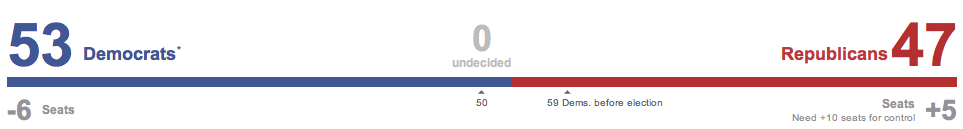 53 Democrats*
0
undecided
Republicans 47
50
59 Dems. before election
-6 Seats
Seats +5
Need +10 seats for control